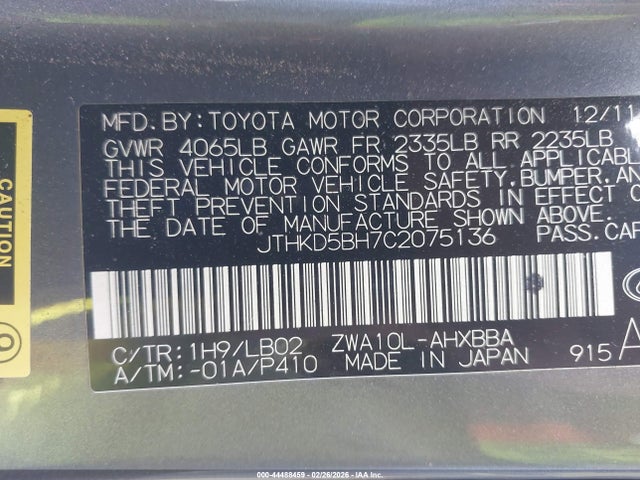 MFD.BY:TOYOTA MOTOR CORPORATION 12/11
GVWR 4065LB GAWR FR 2335LB RR 2235LB
THIS VEHICLE CONFORMS TO ALL APPLICABLE
FEDERAL MOTOR VEHICLE SAFETY,BUMPER,AN
THEFT PREVENTION STANDARDS IN EFFECT O
THE DATE OF MANUFACTURE SHOWN ABOVE.
JTHKD5BH7C2075136 PASS.CAR
C/TR:1H9/LB02 ZWA10L-AHXBBA
A/TM:-01A/P410 MADE IN JAPAN 915 A
CAUTION
000-44488459 - 02/26/2026 - IAA Inc.